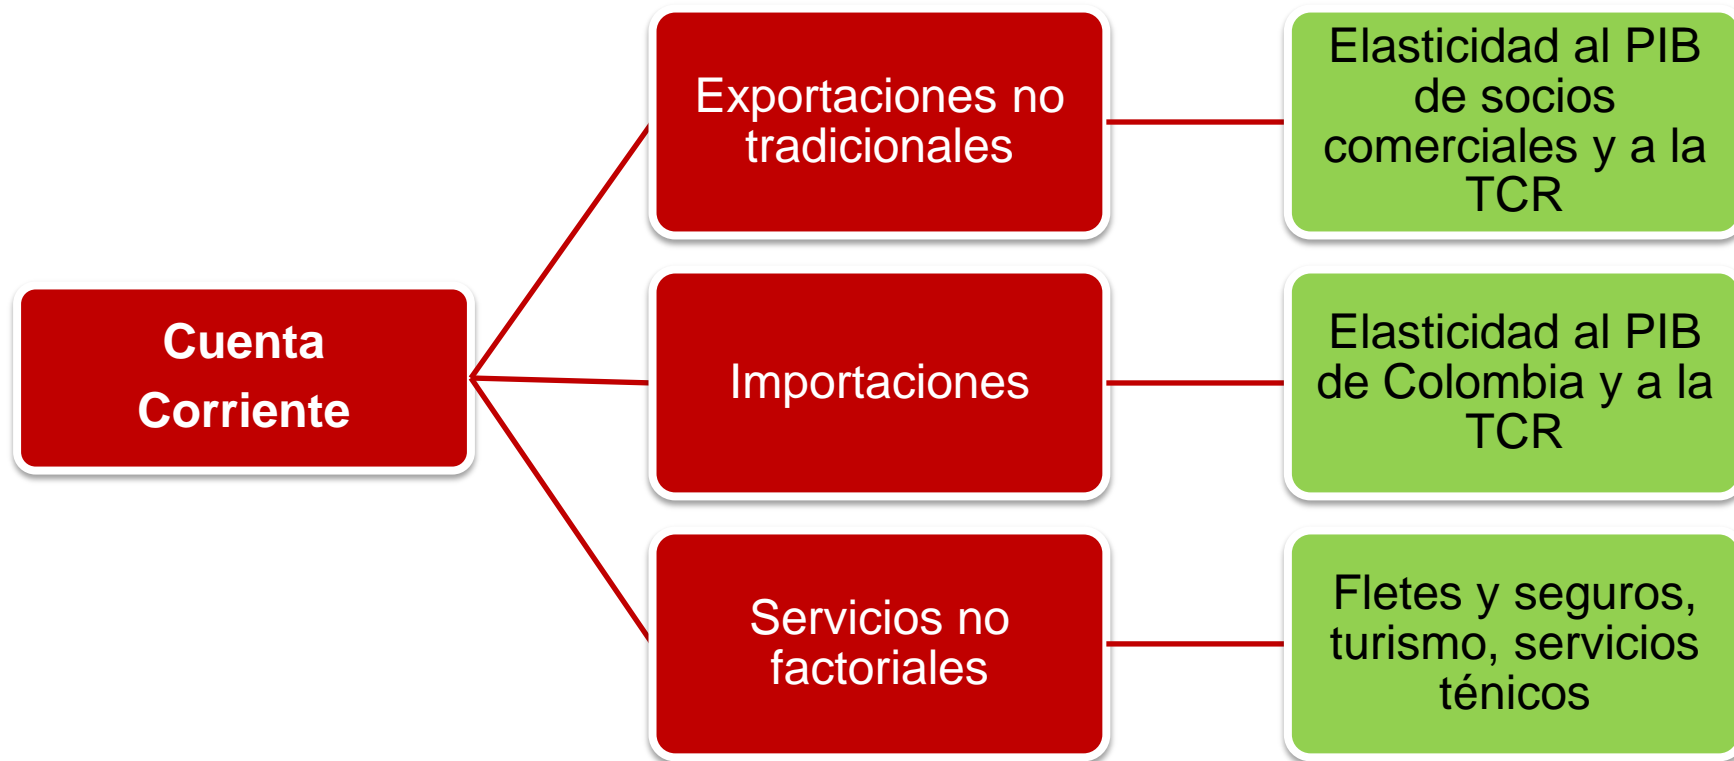 Cuenta
Corriente
Exportaciones no
tradicionales
Elasticidad al PIB
de socios
comerciales y a la
TCR
Importaciones
Elasticidad al PIB
de Colombia y a la
TCR
Servicios no
factoriales
Fletes y seguros,
turismo, servicios
ténicos